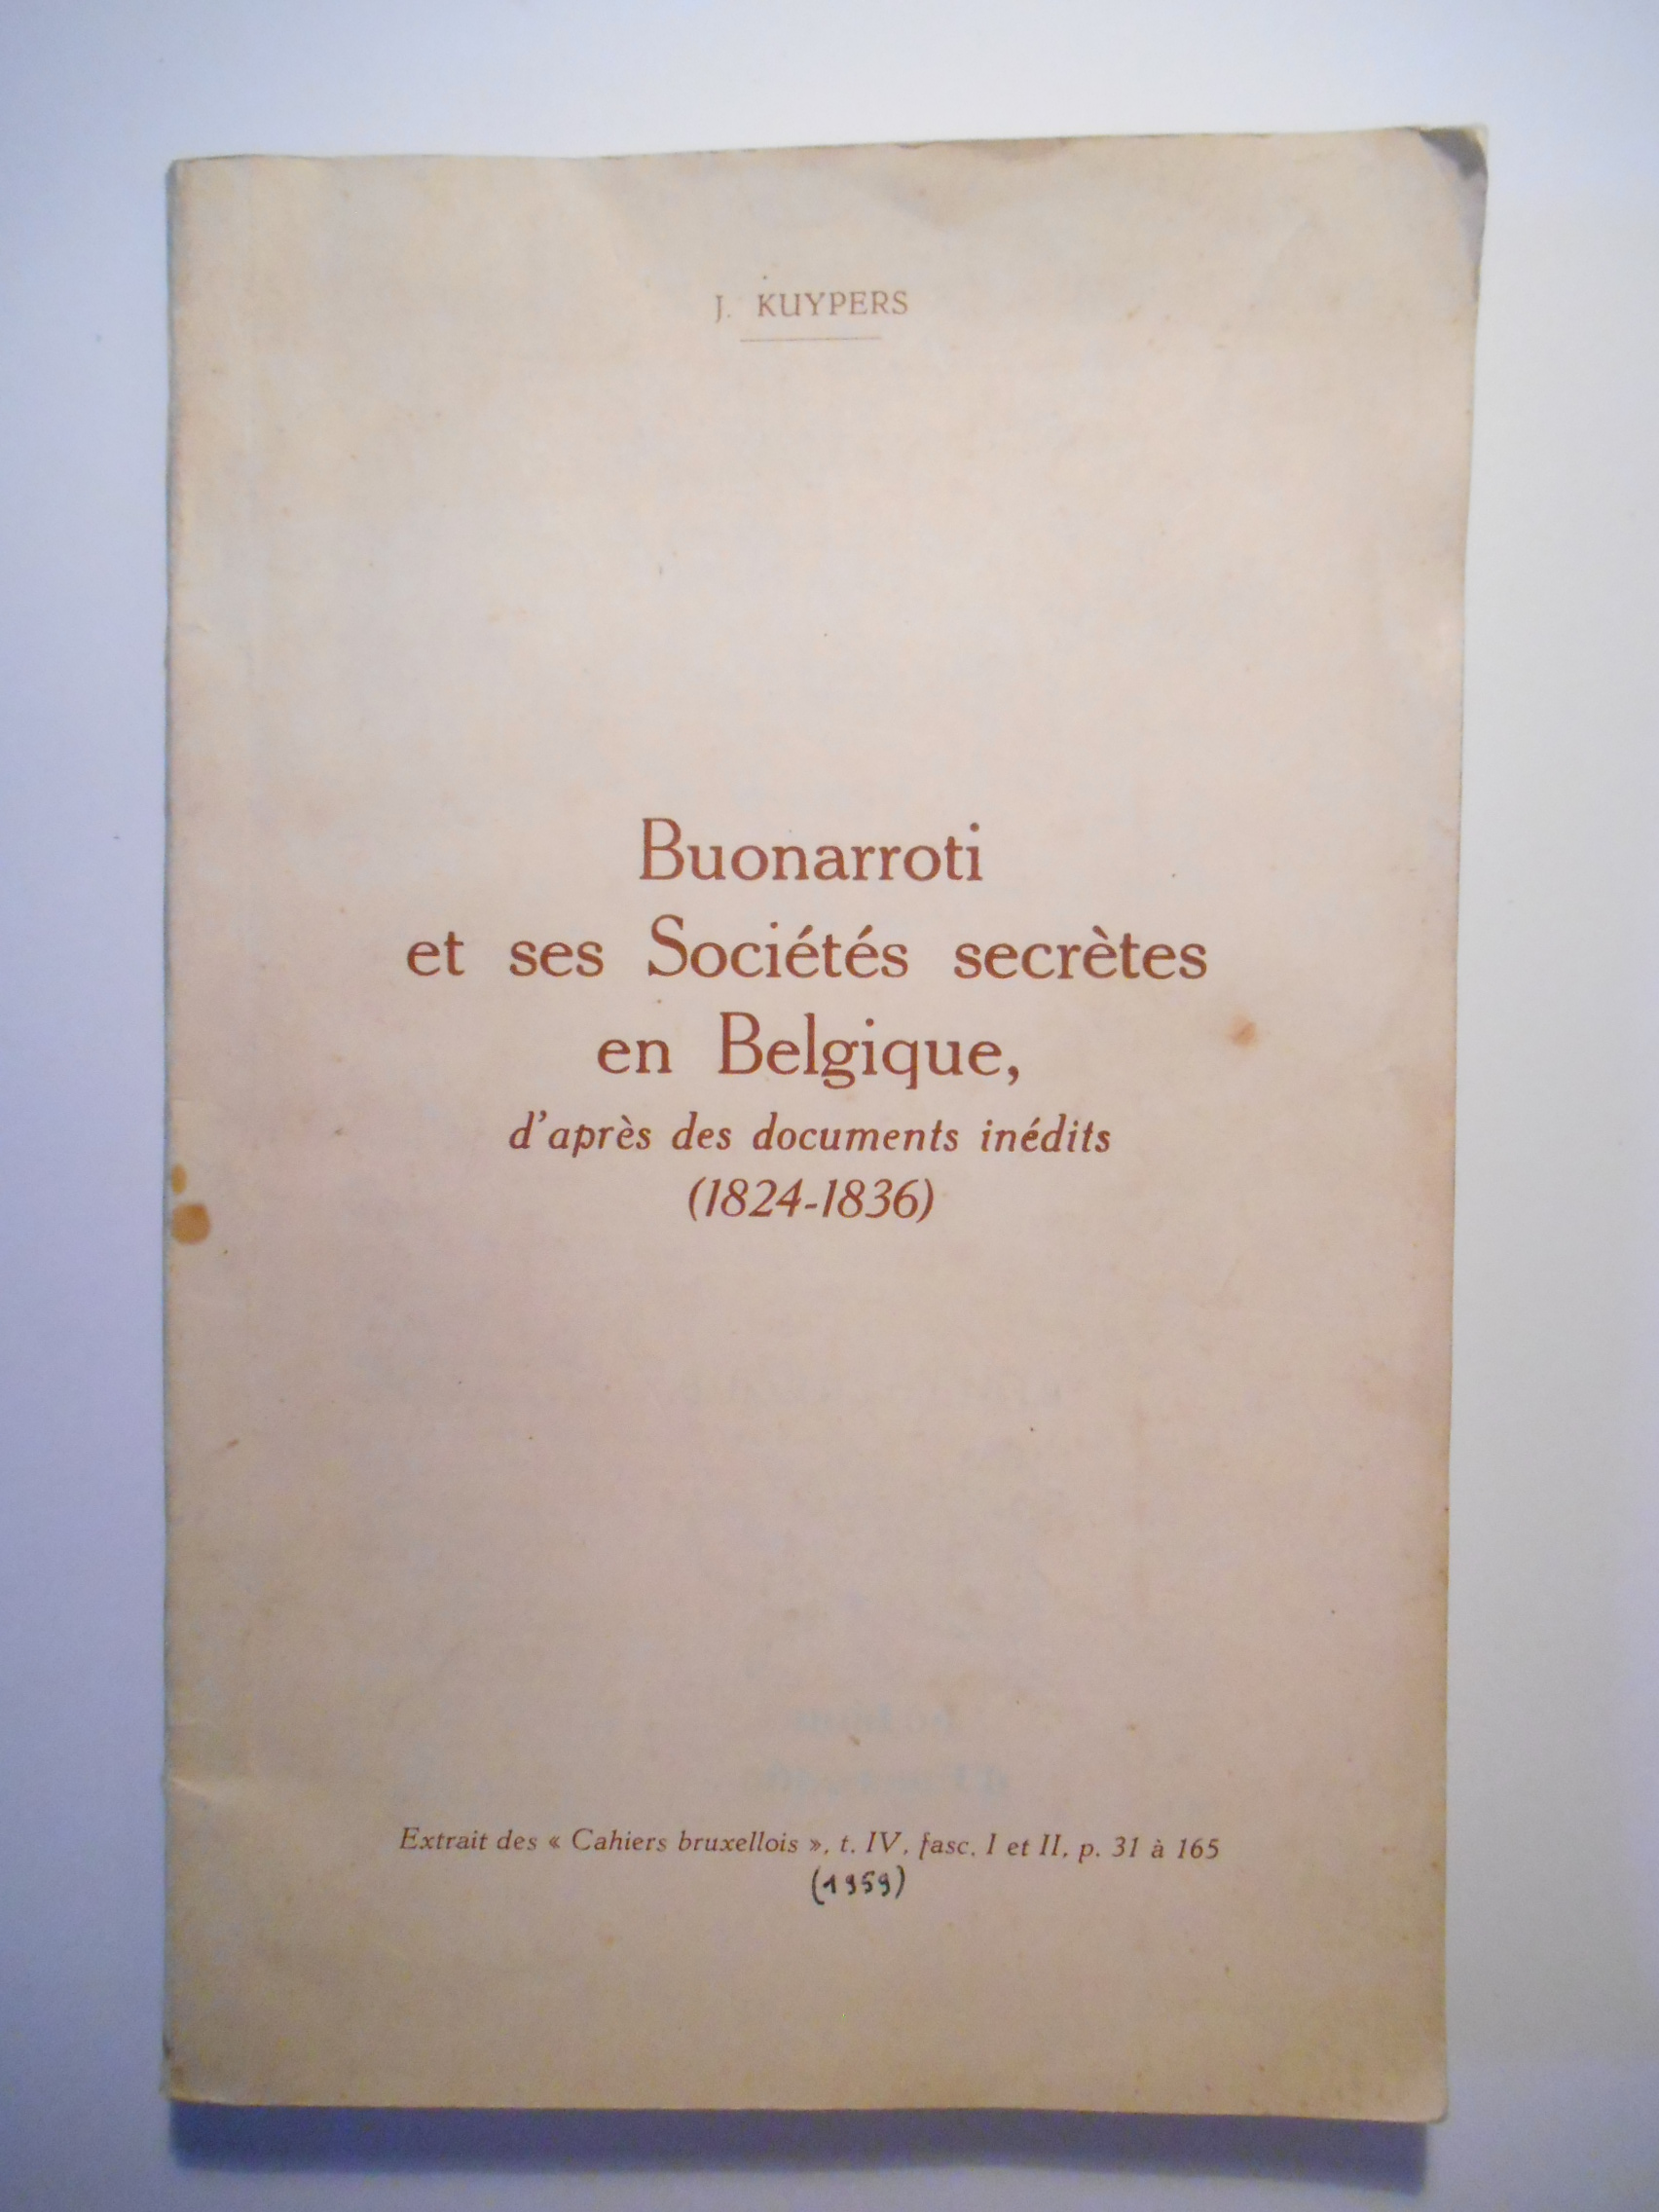 J. KUYPERS
Buonarroti
et ses Sociétés secrètes
en Belgique,
d'après des documents inédits
(1824-1836)
Extrait des « Cahiers bruxellois », t. IV, fasc. I et II, p. 31 à 165
(1959)